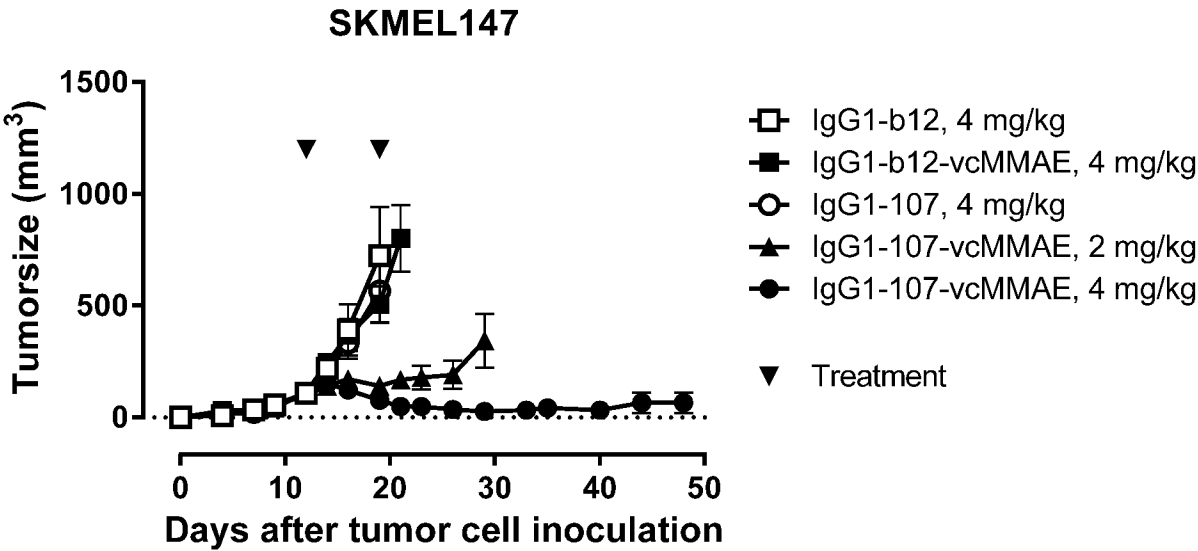 SKMEL147
Tumorsize (mm³)
1500
1000
500
0
0 10 20 30 40 50
Days after tumor cell inoculation
IgG1-b12, 4 mg/kg
IgG1-b12-vcMMAE, 4 mg/kg
IgG1-107, 4 mg/kg
IgG1-107-vcMMAE, 2 mg/kg
IgG1-107-vcMMAE, 4 mg/kg
Treatment